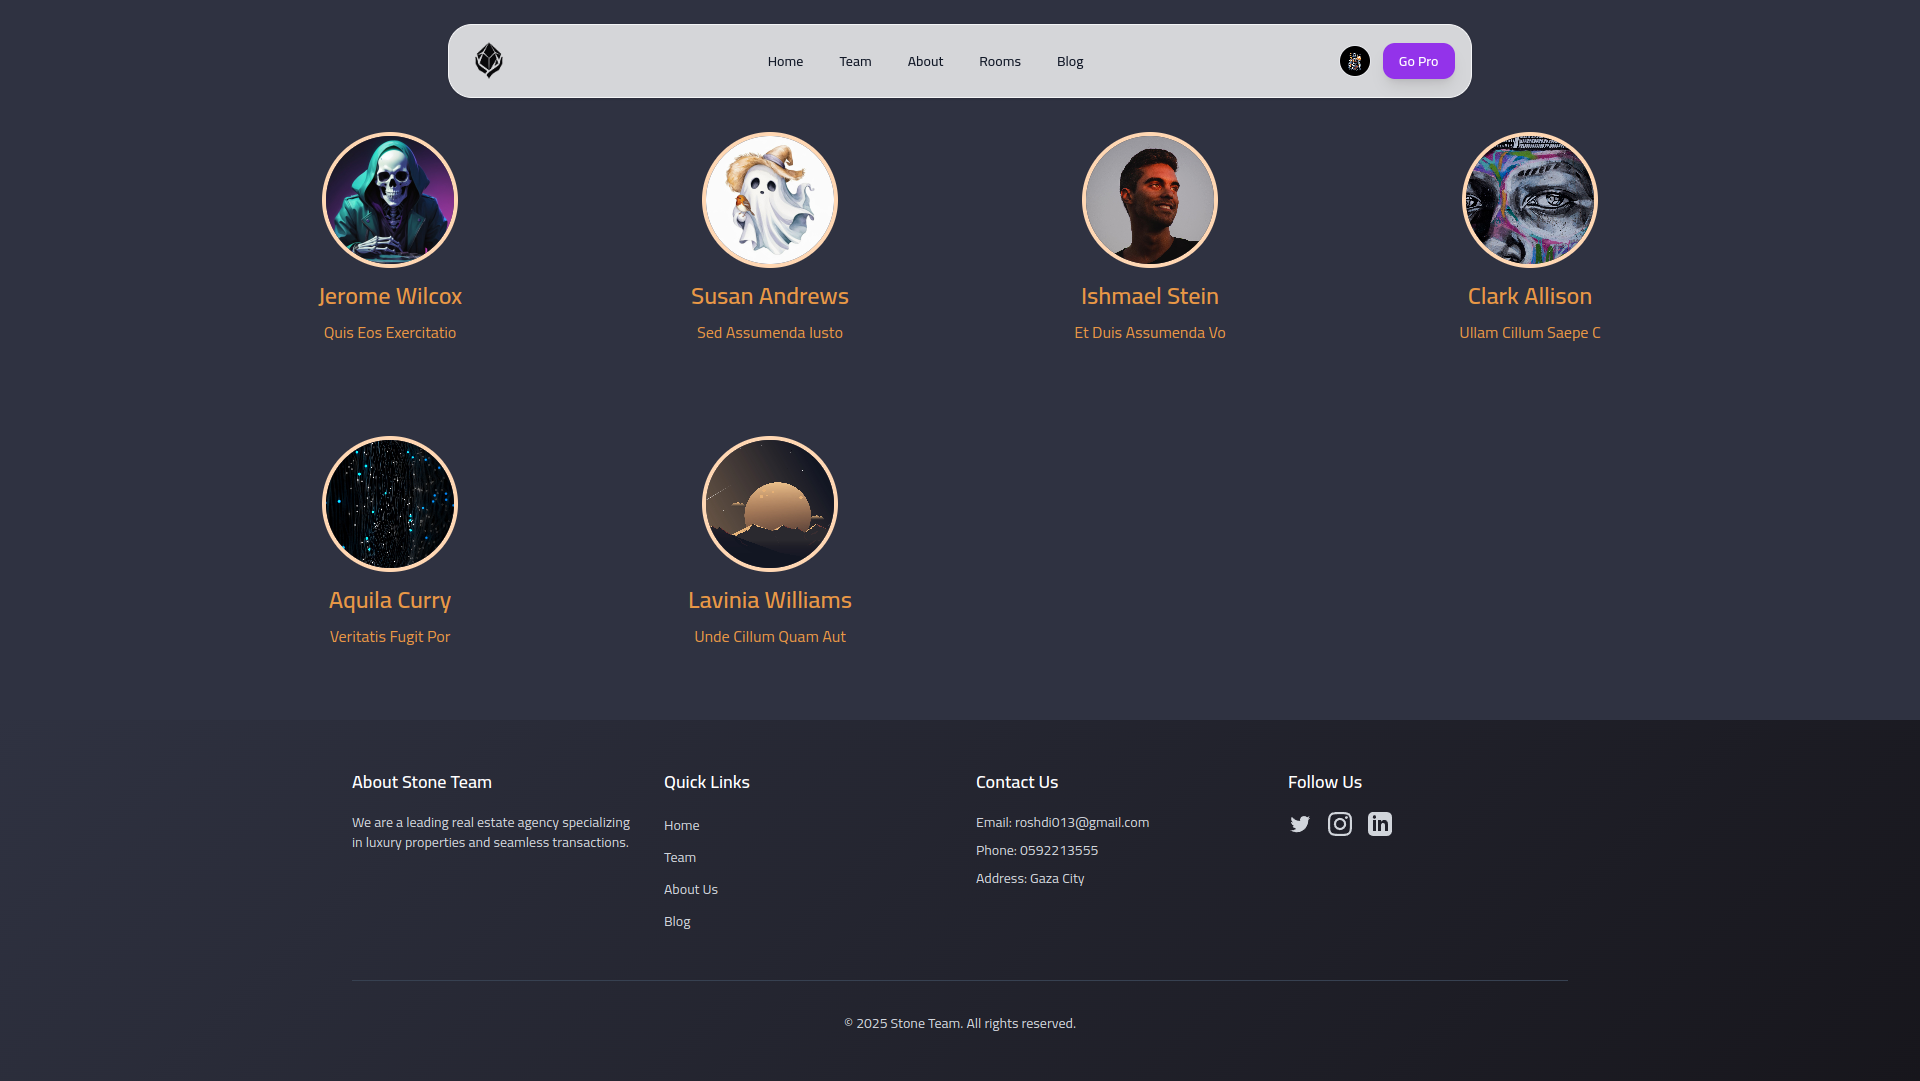 Home
Team
About
Rooms
Blog
Go Pro
Jerome Wilcox
Quis Eos Exercitatio
Susan Andrews
Sed Assumenda Iusto
Ishmael Stein
Et Duis Assumenda Vo
Clark Allison
Ullam Cillum Saepe C
Aquila Curry
Veritatis Fugit Por
Lavinia Williams
Unde Cillum Quam Aut
About Stone Team
We are a leading real estate agency specializing
in luxury properties and seamless transactions.
Quick Links
Home
Team
About Us
Blog
Contact Us
Email: roshdi013@gmail.com
Phone: 0592213555
Address: Gaza City
Follow Us
© 2025 Stone Team. All rights reserved.